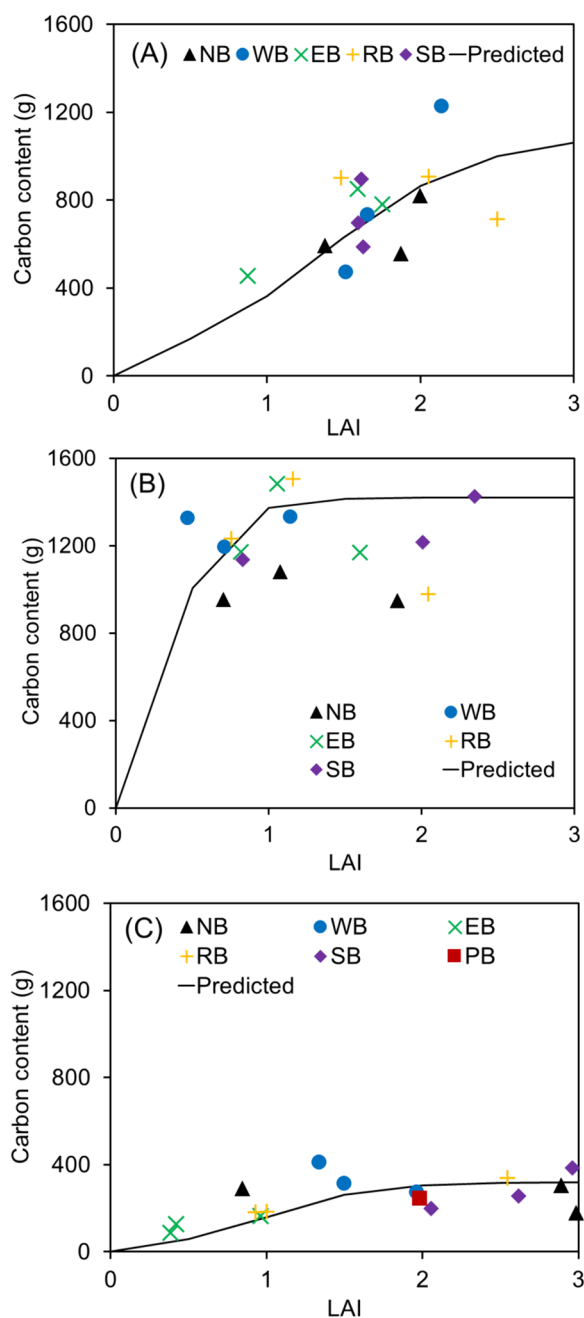 1600
(A) ▲NB ●WB ×EB +RB ◆SB —Predicted
1200
800
400
0
0 1 2 3
LAI
Carbon content (g)
1600
(B)
1200
800
400
0
NB WB
EB RB
SB Predicted
0 1 2 3
LAI
Carbon content (g)
1600
(C) NB WB EB
RB SB PB
Predicted
1200
800
400
0
0 1 2 3
LAI
Carbon content (g)